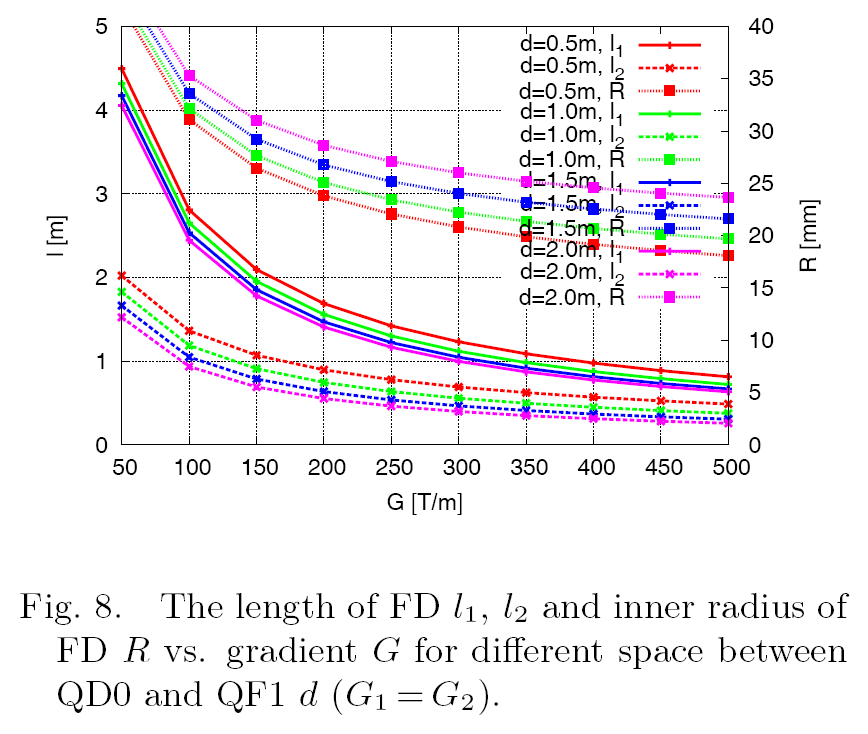 5
4
3
2
1
0
l [m]
40
35
30
25
20
15
10
5
0
R [mm]
d=0.5m, l1
d=0.5m, l2
d=0.5m, R
d=1.0m, l1
d=1.0m, l2
d=1.0m, R
d=1.5m, l1
d=1.5m, l2
d=1.5m, R
d=2.0m, l1
d=2.0m, l2
d=2.0m, R
50 100 150 200 250 300 350 400 450 500
G [T/m]
Fig. 8. The length of FD l1, l2 and inner radius of
FD R vs. gradient G for different space between
QD0 and QF1 d (G1 = G2).